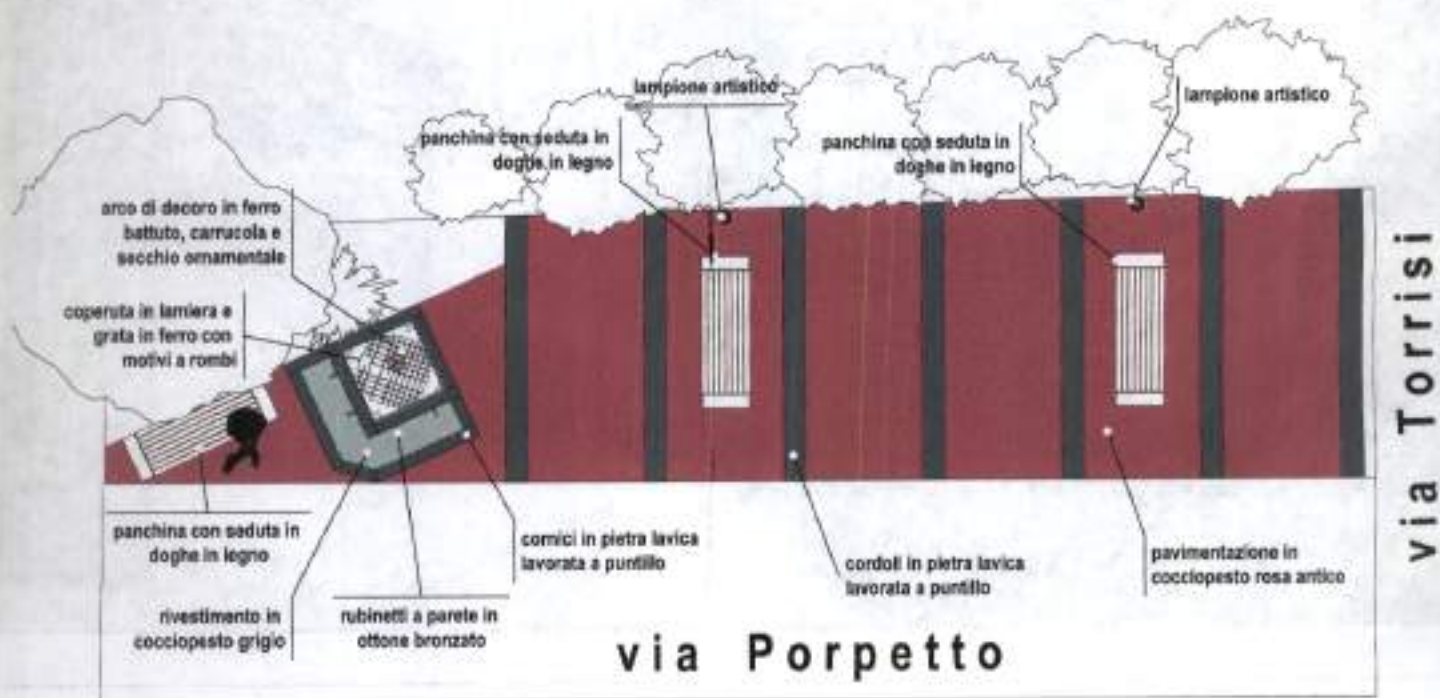 lampione artistico
lampione artistico
panchina con seduta in
doghe in legno
panchina con seduta in
doghe in legno
arco di decoro in ferro
battuto, carrucola e
secchio ornamentale
coperuta in lamiera e
grata in ferro con
motivi a rombi
panchina con seduta in
doghe in legno
cornici in pietra lavica
lavorata a puntillo
cordoli in pietra lavica
lavorata a puntillo
pavimentazione in
cocciopesto rosa antico
rivestimento in
cocciopesto grigio
rubinetti a parete in
ottone bronzato
via Porpetto
via Torrisi